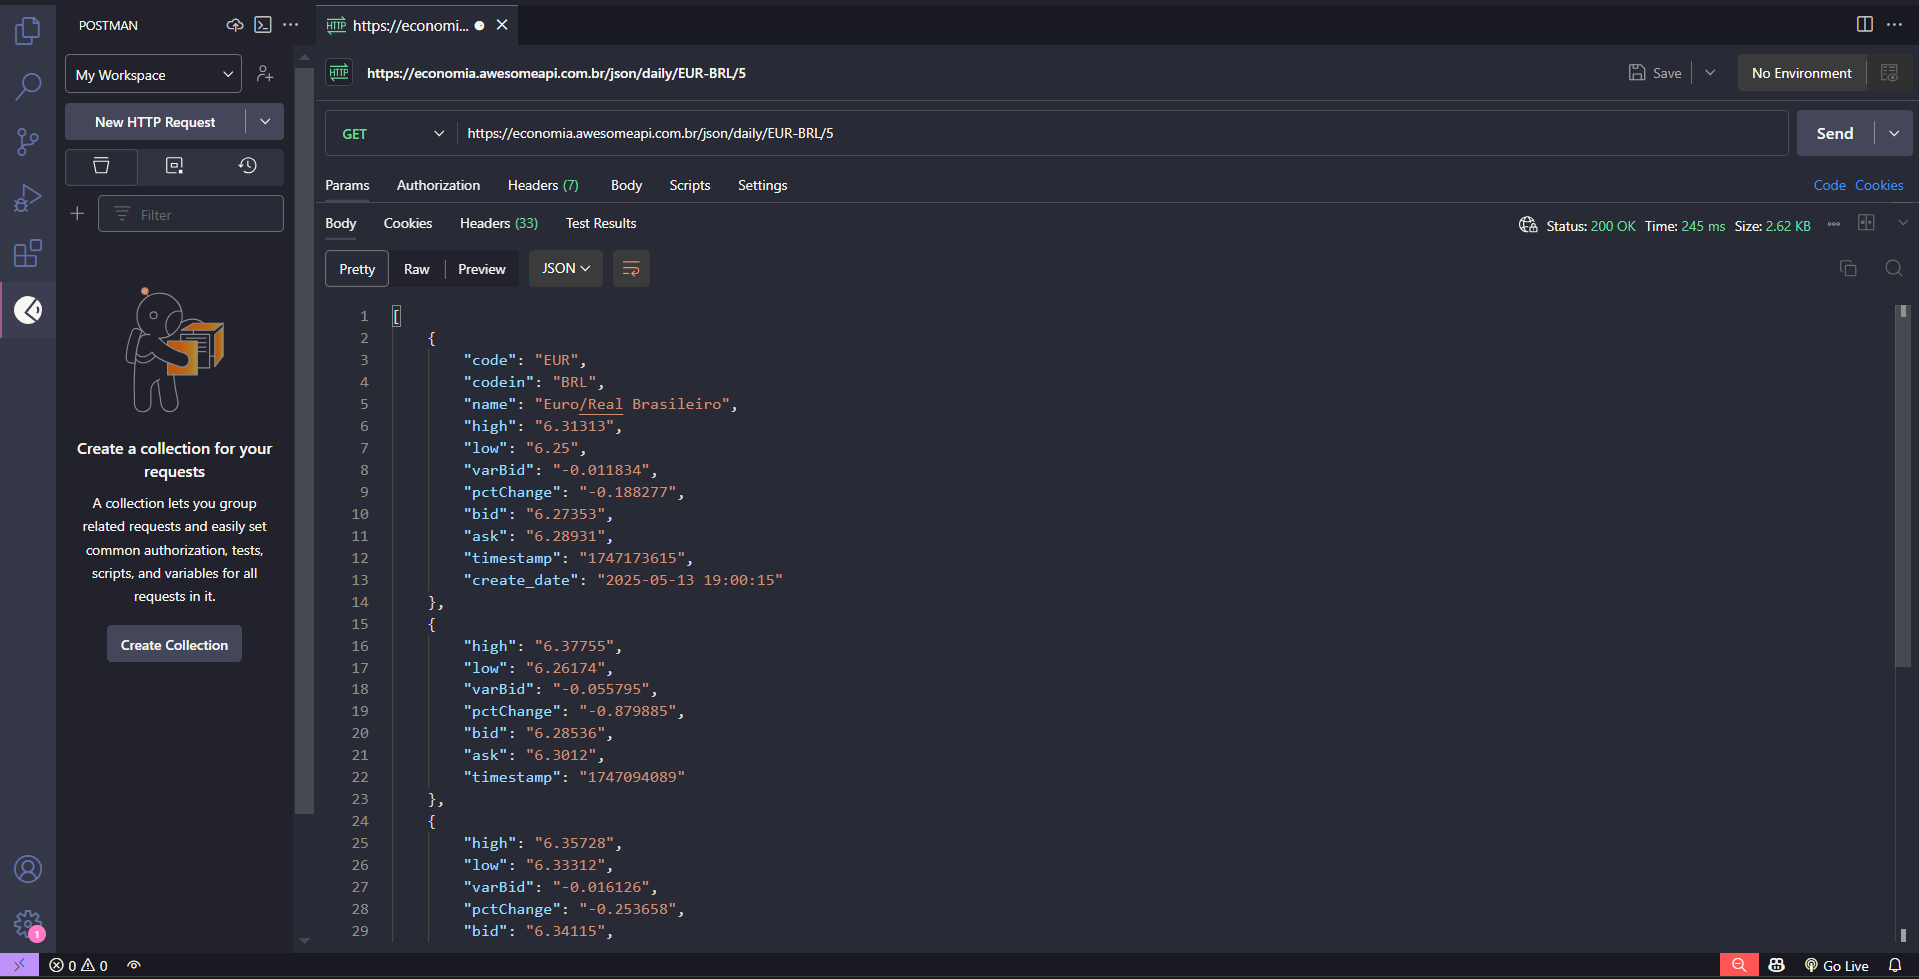 POSTMAN
https://economi...
My Workspace
https://economia.awesomeapi.com.br/json/daily/EUR-BRL/5
Save
No Environment
New HTTP Request
GET
https://economia.awesomeapi.com.br/json/daily/EUR-BRL/5
Send
Params
Authorization
Headers (7)
Body
Scripts
Settings
Code
Cookies
Filter
Body
Cookies
Headers (33)
Test Results
Status: 200 OK
Time: 245 ms
Size: 2.62 KB
Pretty
Raw
Preview
JSON
Create a collection for your
requests
A collection lets you group
related requests and easily set
common authorization, tests,
scripts, and variables for all
requests in it.
Create Collection
1 [
2 {
3 "code": "EUR",
4 "codein": "BRL",
5 "name": "Euro/Real Brasileiro",
6 "high": "6.31313",
7 "low": "6.25",
8 "varBid": "-0.011834",
9 "pctChange": "-0.188277",
10 "bid": "6.27353",
11 "ask": "6.28931",
12 "timestamp": "1747173615",
13 "create_date": "2025-05-13 19:00:15"
14 },
15 {
16 "high": "6.37755",
17 "low": "6.26174",
18 "varBid": "-0.055795",
19 "pctChange": "-0.879885",
20 "bid": "6.28536",
21 "ask": "6.3012",
22 "timestamp": "1747094089"
23 },
24 {
25 "high": "6.35728",
26 "low": "6.33312",
27 "varBid": "-0.016126",
28 "pctChange": "-0.253658",
29 "bid": "6.34115",
1
0
0
Go Live